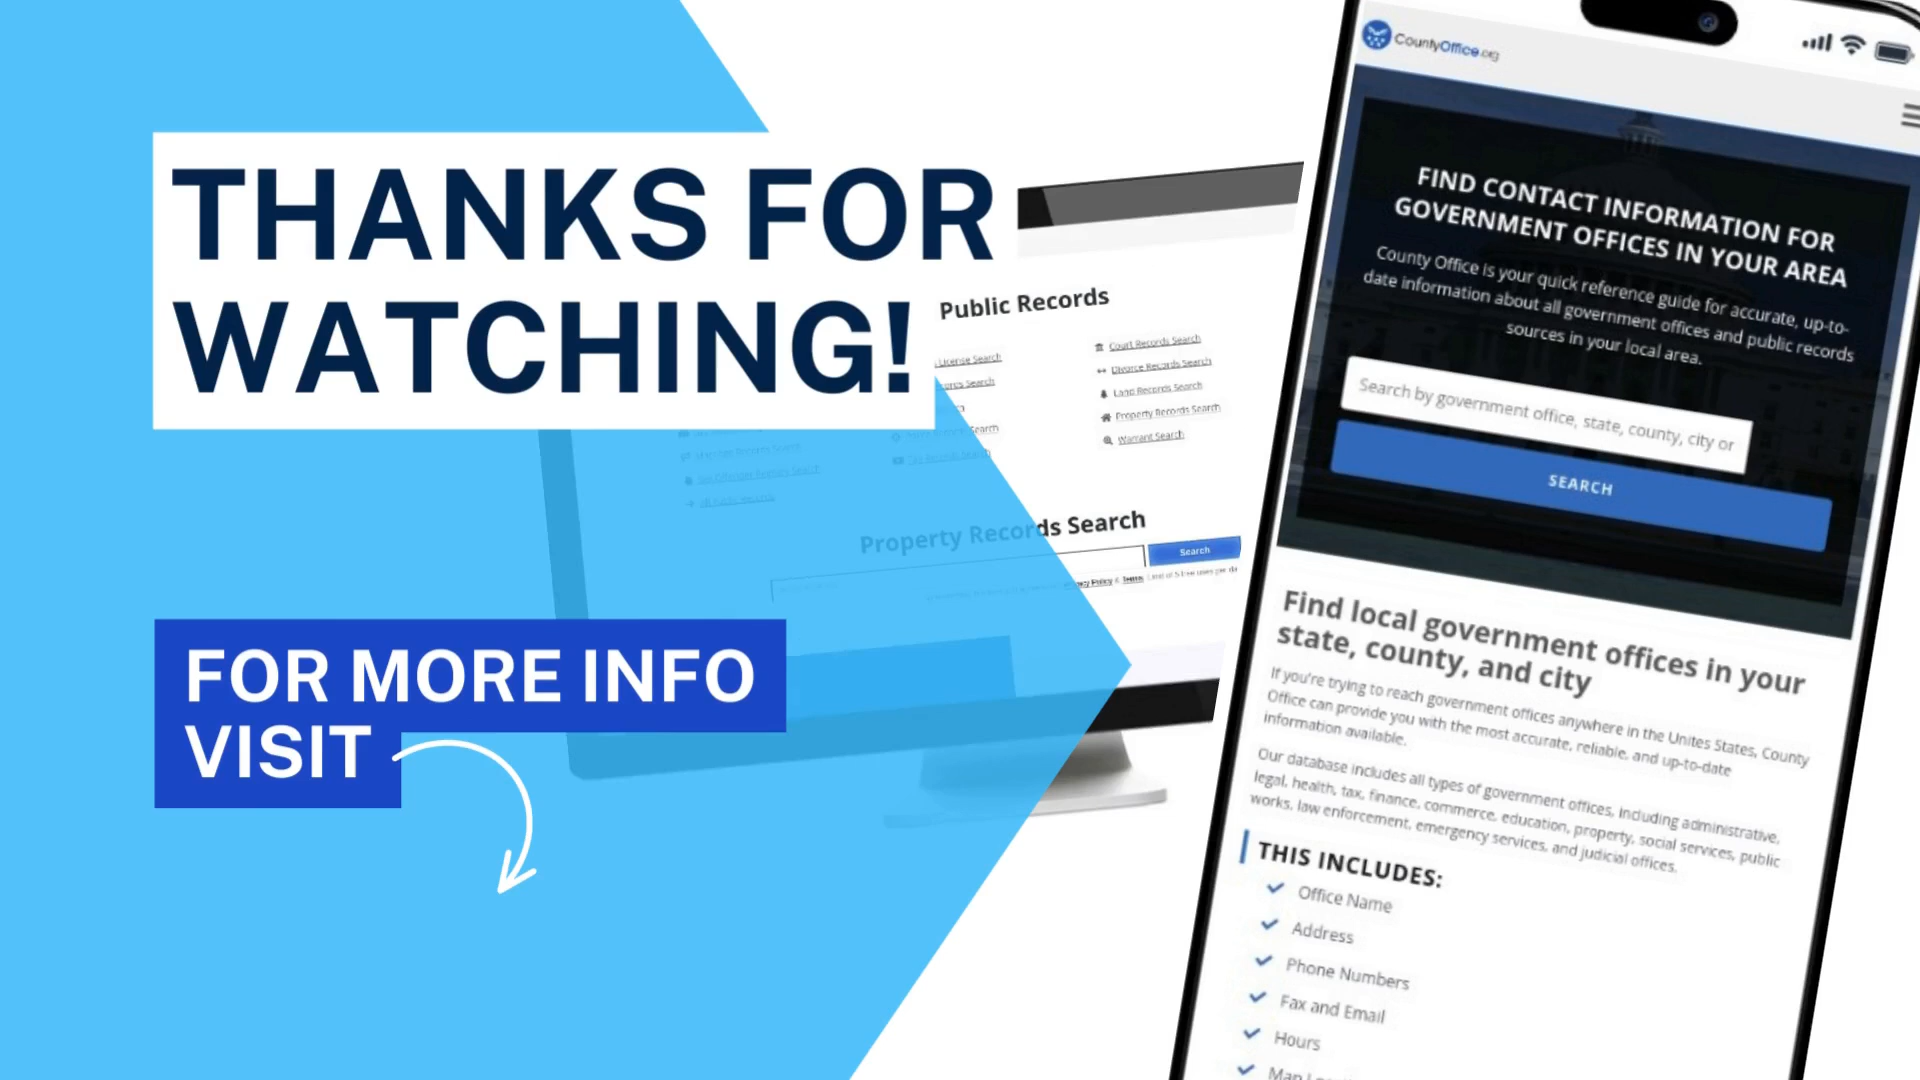 THANKS FOR
WATCHING!
FOR MORE INFO
VISIT
Public Records
License Search
Search
Search
Court Records Search
Divorce Records Search
Land Records Search
Property Records Search
Warrant Search
Property Records Search
Search
Privacy Policy & Terms
CountyOffice.org
FIND CONTACT INFORMATION FOR
GOVERNMENT OFFICES IN YOUR AREA
County Office is your quick reference guide for accurate, up-to-
date information about all government offices and public records
sources in your local area.
Search by government office, state, county, city or
SEARCH
Find local government offices in your
state, county, and city
If you're trying to reach government offices anywhere in the Unites States, County
Office can provide you with the most accurate, reliable, and up-to-date
information available.
Our database includes all types of government offices, including administrative,
legal, health, tax, finance, commerce, education, property, social services, public
works, law enforcement, emergency services, and judicial offices.
THIS INCLUDES:
Office Name
Address
Phone Numbers
Fax and Email
Hours